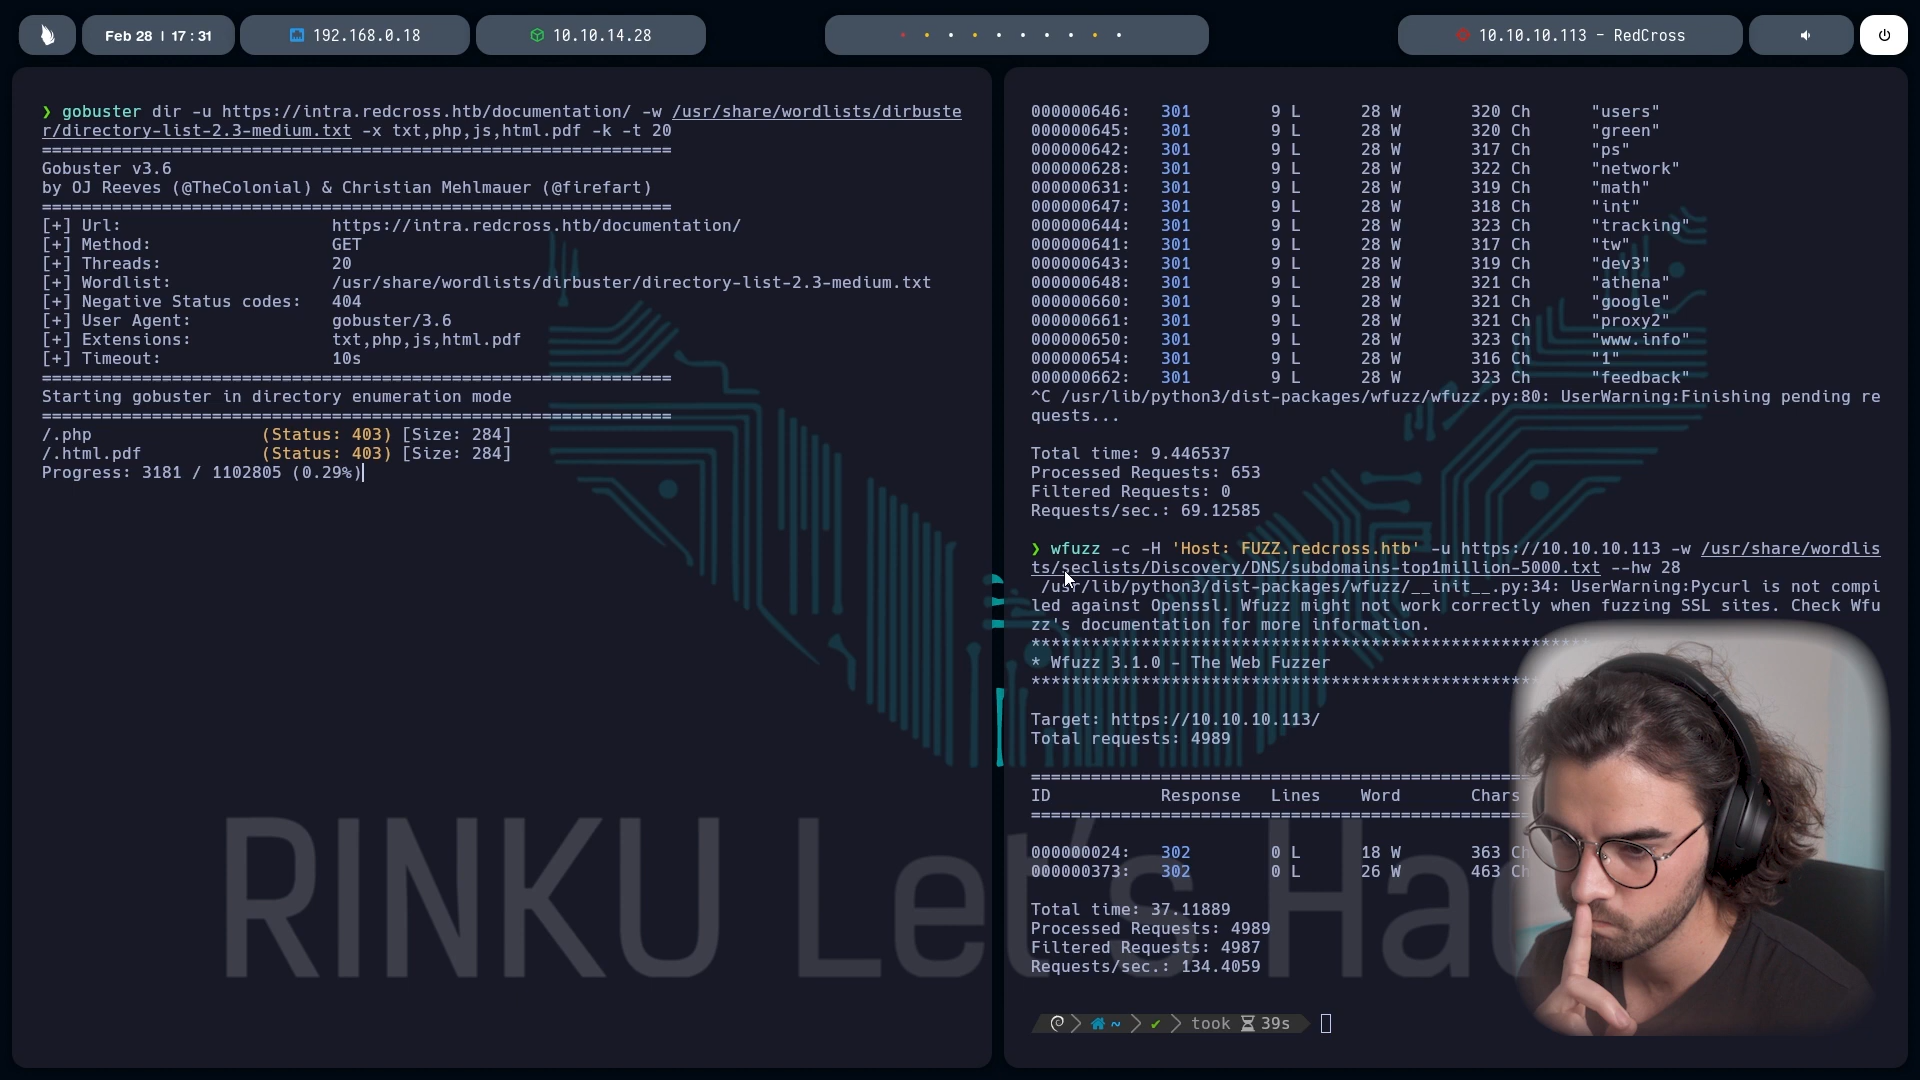 Feb 28 | 17:31
192.168.0.18
10.10.14.28
10.10.10.113 - RedCross
❯ gobuster dir -u https://intra.redcross.htb/documentation/ -w /usr/share/wordlists/dirbuste
r/directory-list-2.3-medium.txt -x txt,php,js,html.pdf -k -t 20
===============================================================
Gobuster v3.6
by OJ Reeves (@TheColonial) & Christian Mehlmauer (@firefart)
===============================================================
[+] Url:                     https://intra.redcross.htb/documentation/
[+] Method:                  GET
[+] Threads:                 20
[+] Wordlist:                /usr/share/wordlists/dirbuster/directory-list-2.3-medium.txt
[+] Negative Status codes:   404
[+] User Agent:              gobuster/3.6
[+] Extensions:              txt,php,js,html.pdf
[+] Timeout:                 10s
===============================================================
Starting gobuster in directory enumeration mode
===============================================================
/.php                 (Status: 403) [Size: 284]
/.html.pdf            (Status: 403) [Size: 284]
Progress: 3181 / 1102805 (0.29%)
000000646:   301        9 L      28 W       320 Ch      "users"
000000645:   301        9 L      28 W       320 Ch      "green"
000000642:   301        9 L      28 W       317 Ch      "ps"
000000628:   301        9 L      28 W       322 Ch      "network"
000000631:   301        9 L      28 W       319 Ch      "math"
000000647:   301        9 L      28 W       318 Ch      "int"
000000644:   301        9 L      28 W       323 Ch      "tracking"
000000641:   301        9 L      28 W       317 Ch      "tw"
000000643:   301        9 L      28 W       319 Ch      "dev3"
000000648:   301        9 L      28 W       321 Ch      "athena"
000000660:   301        9 L      28 W       321 Ch      "google"
000000661:   301        9 L      28 W       321 Ch      "proxy2"
000000650:   301        9 L      28 W       323 Ch      "www.info"
000000654:   301        9 L      28 W       316 Ch      "1"
000000662:   301        9 L      28 W       323 Ch      "feedback"
^C /usr/lib/python3/dist-packages/wfuzz/wfuzz.py:80: UserWarning:Finishing pending re
quests...
Total time: 9.446537
Processed Requests: 653
Filtered Requests: 0
Requests/sec.: 69.12585
❯ wfuzz -c -H 'Host: FUZZ.redcross.htb' -u https://10.10.10.113 -w /usr/share/wordlis
ts/seclists/Discovery/DNS/subdomains-top1million-5000.txt --hw 28
/usr/lib/python3/dist-packages/wfuzz/__init__.py:34: UserWarning:Pycurl is not compi
led against Openssl. Wfuzz might not work correctly when fuzzing SSL sites. Check Wfu
zz's documentation for more information.
********************************************************
* Wfuzz 3.1.0 - The Web Fuzzer
***************************************************
Target: https://10.10.10.113/
Total requests: 4989
==================================================
ID           Response   Lines    Word       Chars
==================================================
000000024:   302        0 L      18 W       363 Ch
000000373:   302        0 L      26 W       463 Ch
Total time: 37.11889
Processed Requests: 4989
Filtered Requests: 4987
Requests/sec.: 134.4059
~ ✔ took 39s
RINKU Let's Hac